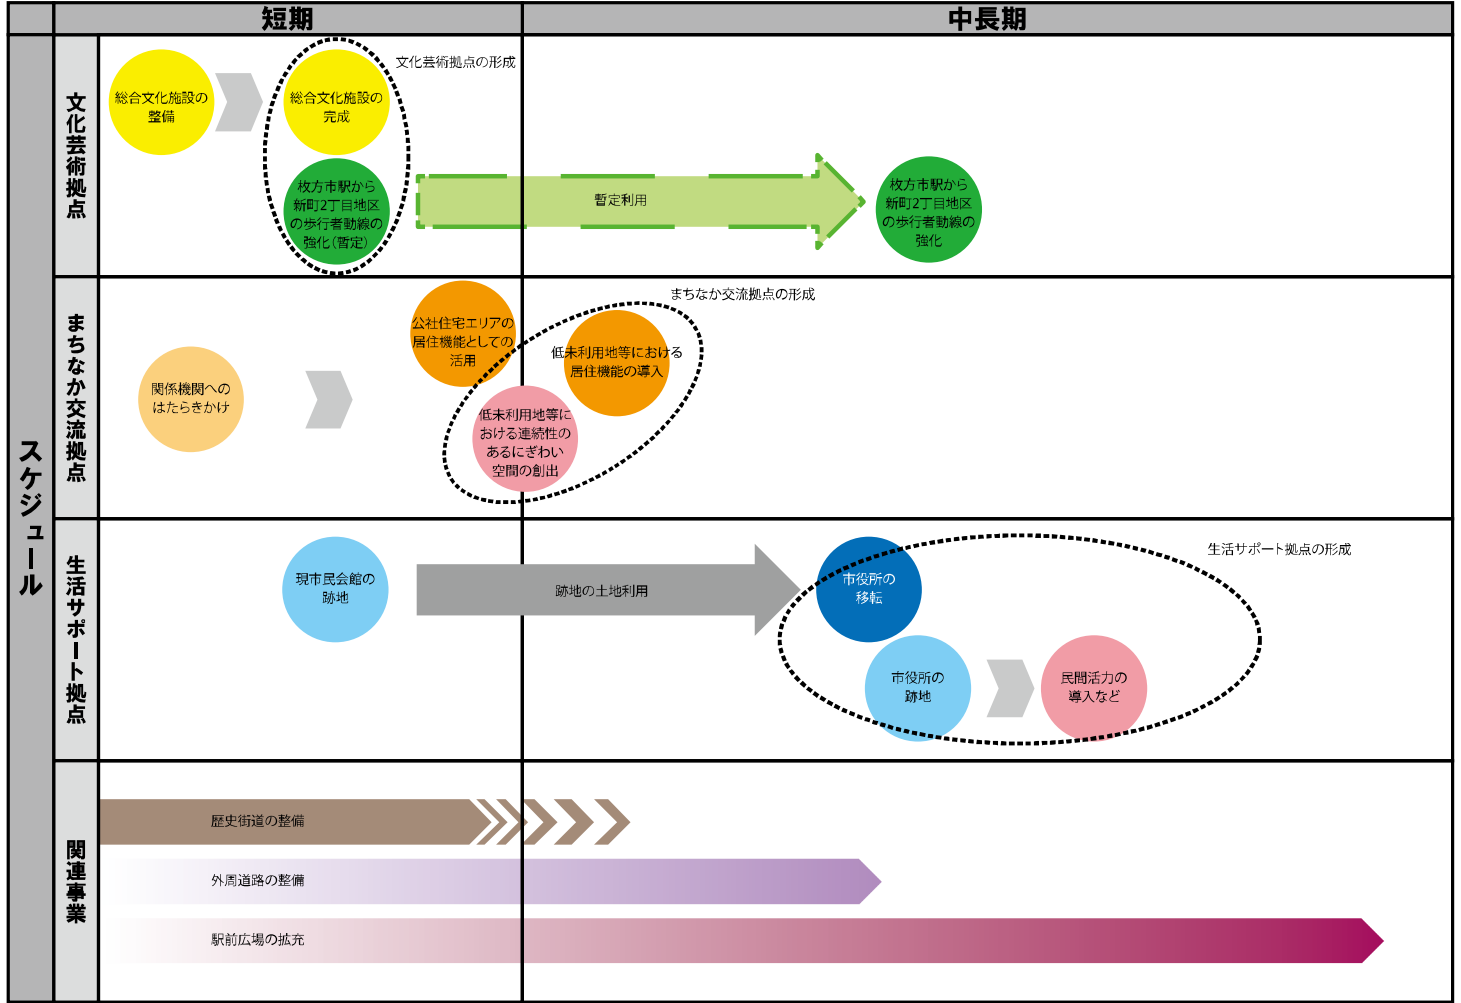 短期
中長期
スケジュール
文化芸術拠点
総合文化施設の
整備
総合文化施設の
完成
文化芸術拠点の形成
枚方市駅から
新町2丁目地区
の歩行者動線の
強化(暫定)
暫定利用
枚方市駅から
新町2丁目地区
の歩行者動線の
強化
まちなか交流拠点
関係機関への
はたらきかけ
公社住宅エリアの
居住機能としての
活用
まちなか交流拠点の形成
低未利用地等における
居住機能の導入
低未利用地等に
おける連続性の
あるにぎわい
空間の創出
生活サポート拠点
現市民会館の
跡地
跡地の土地利用
市役所の
移転
生活サポート拠点の形成
市役所の
跡地
民間活力の
導入など
関連事業
歴史街道の整備
外周道路の整備
駅前広場の拡充